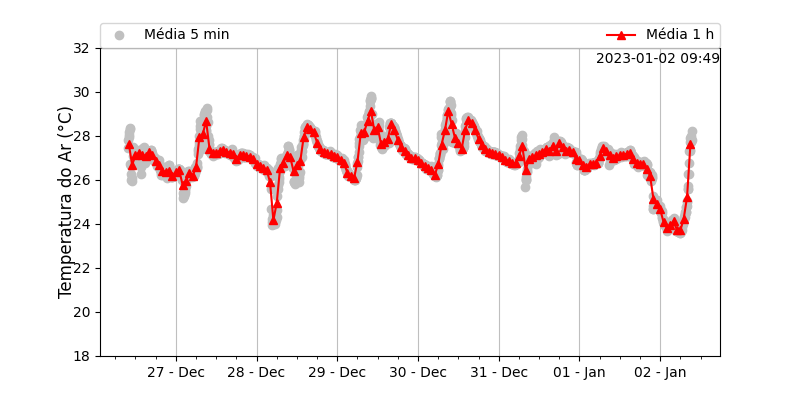 Média 5 min
Média 1 h
2023-01-02 09:49
Temperatura do Ar (°C)
32
30
28
26
24
22
20
18
27 - Dec
28 - Dec
29 - Dec
30 - Dec
31 - Dec
01 - Jan
02 - Jan